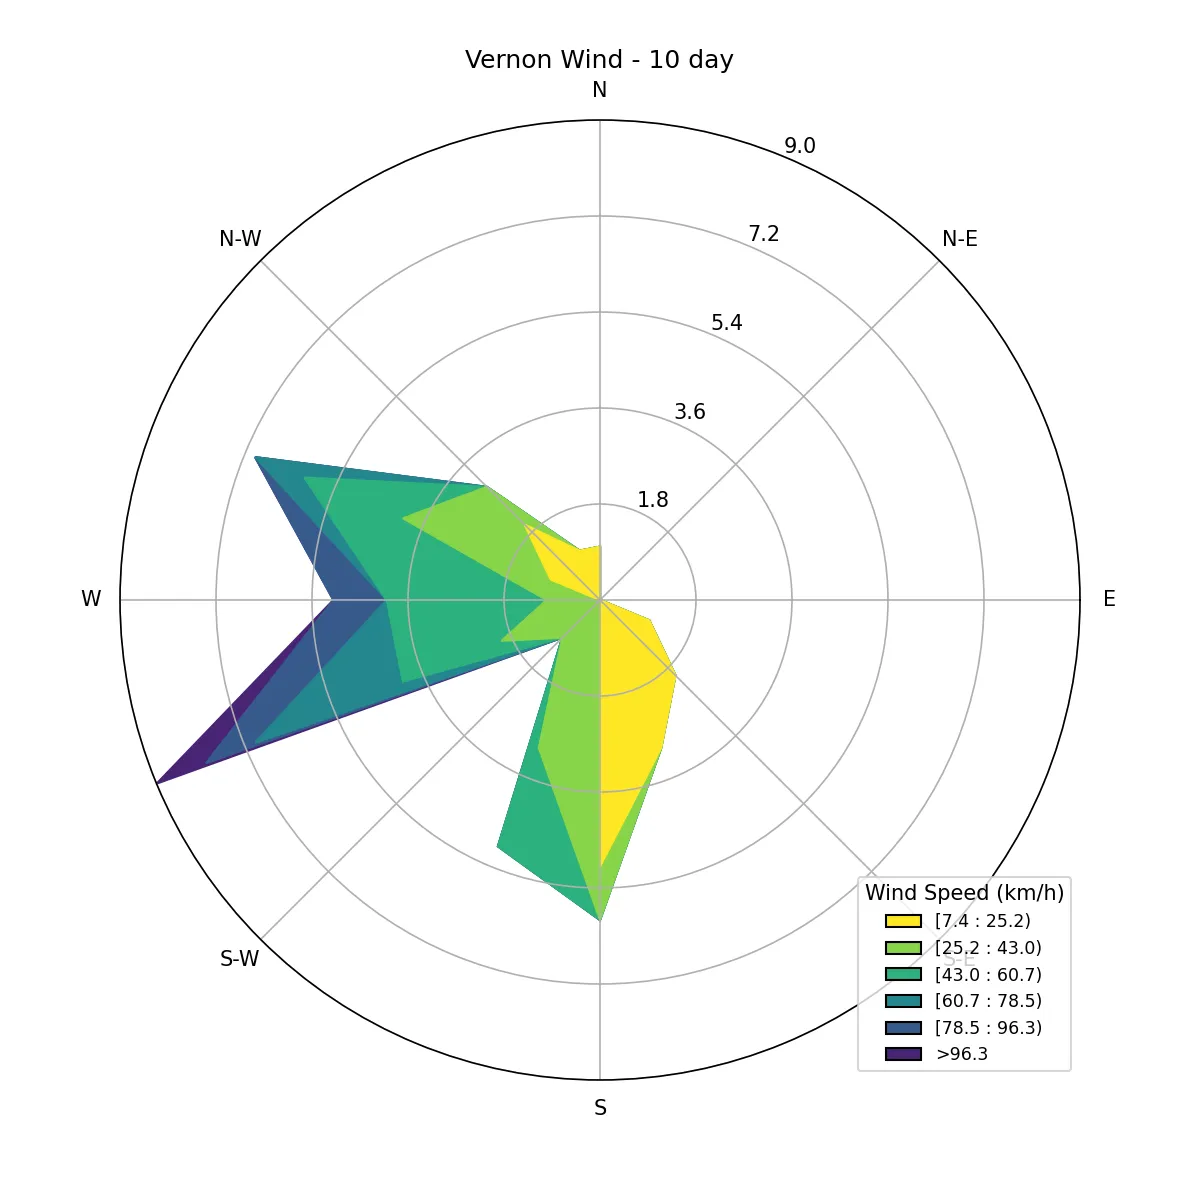 Vernon Wind - 10 day
N
9.0
N-W
7.2
N-E
5.4
3.6
1.8
W
E
Wind Speed (km/h)
[7.4 : 25.2)
[25.2 : 43.0)
S-W
S-E
[43.0 : 60.7)
[60.7 : 78.5)
[78.5 : 96.3)
>96.3
S